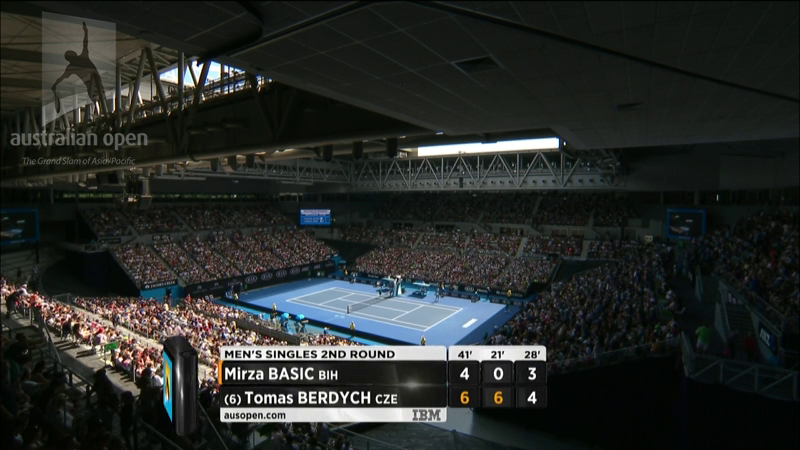 australian open
The Grand Slam of Asia/Pacific
MEN'S SINGLES 2ND ROUND 41' 21' 28'
Mirza BASIC BIH 4 0 3
(6) Tomas BERDYCH CZE 6 6 4
ausopen.com IBM